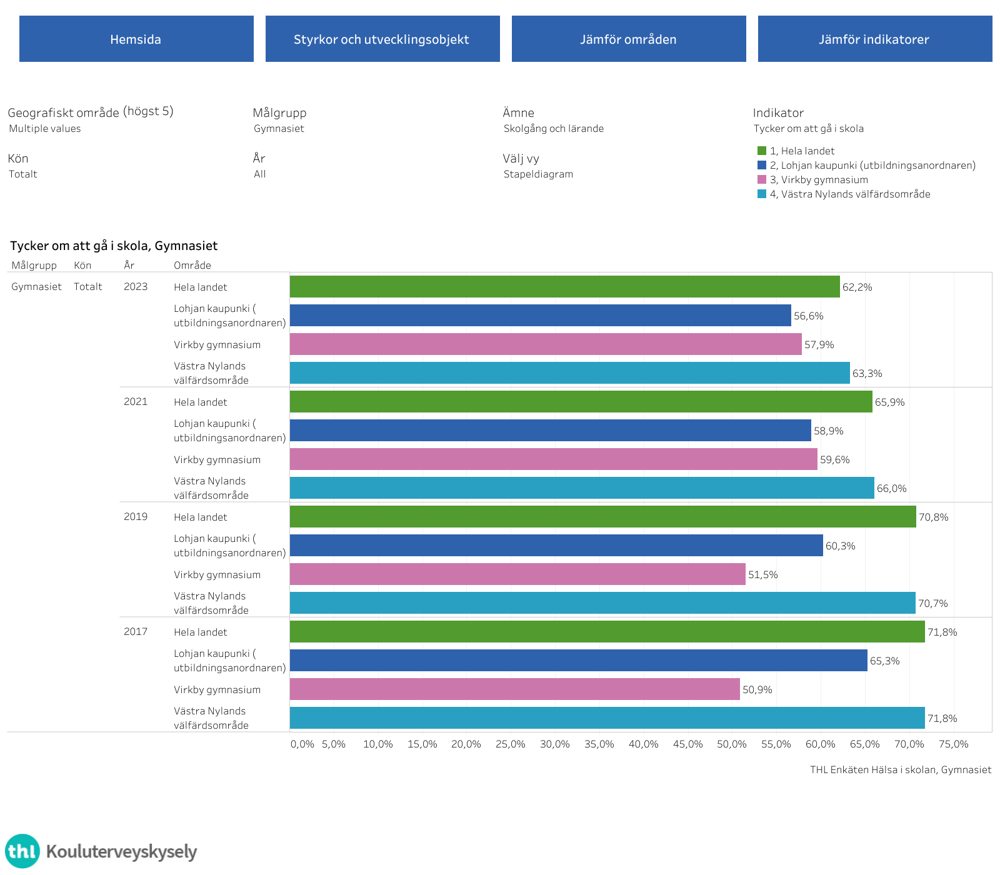 Hemsida
Styrkor och utvecklingsobjekt
Jämför områden
Jämför indikatorer
Geografiskt område (högst 5)
Multiple values
Målgrupp
Gymnasiet
Ämne
Skolgång och lärande
Indikator
Tycker om att gå i skola
Kön
Totalt
År
All
Välj vy
Stapeldiagram
1, Hela landet
2, Lohjan kaupunki (utbildningsanordnaren)
3, Virkby gymnasium
4, Västra Nylands välfärdsområde
Tycker om att gå i skola, Gymnasiet
Målgrupp Kön År Område
Gymnasiet Totalt 2023 Hela landet 62,2%
Lohjan kaupunki (
utbildningsanordnaren) 56,6%
Virkby gymnasium 57,9%
Västra Nylands
välfärdsområde 63,3%
2021 Hela landet 65,9%
Lohjan kaupunki (
utbildningsanordnaren) 58,9%
Virkby gymnasium 59,6%
Västra Nylands
välfärdsområde 66,0%
2019 Hela landet 70,8%
Lohjan kaupunki (
utbildningsanordnaren) 60,3%
Virkby gymnasium 51,5%
Västra Nylands
välfärdsområde 70,7%
2017 Hela landet 71,8%
Lohjan kaupunki (
utbildningsanordnaren) 65,3%
Virkby gymnasium 50,9%
Västra Nylands
välfärdsområde 71,8%
0,0% 5,0% 10,0% 15,0% 20,0% 25,0% 30,0% 35,0% 40,0% 45,0% 50,0% 55,0% 60,0% 65,0% 70,0% 75,0%
THL Enkäten Hälsa i skolan, Gymnasiet
thl Kouluterveyskysely